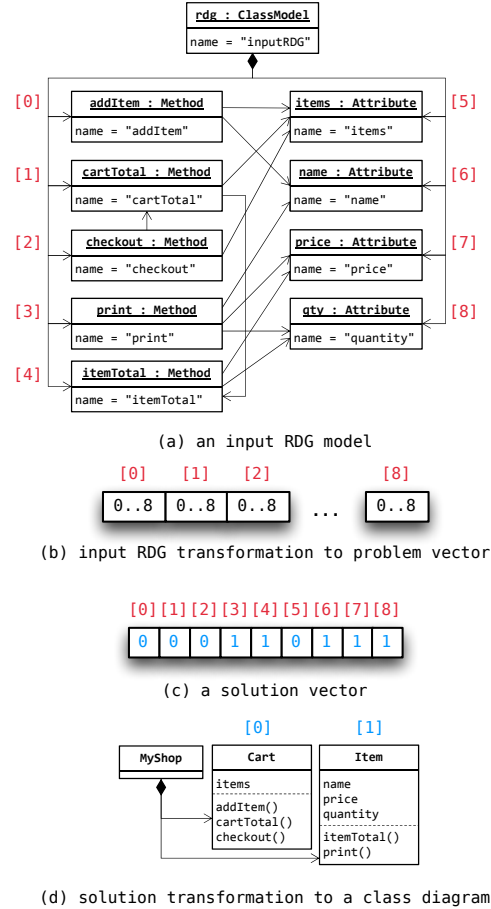 rdg : ClassModel
name = "inputRDG"
[0] addItem : Method items : Attribute [5]
name = "addItem" name = "items"
[1] cartTotal : Method name : Attribute [6]
name = "cartTotal" name = "name"
[2] checkout : Method price : Attribute [7]
name = "checkout" name = "price"
[3] print : Method qty : Attribute [8]
name = "print" name = "quantity"
[4] itemTotal : Method
name = "itemTotal"
(a) an input RDG model
[0] [1] [2] [8]
0..8 0..8 0..8 ... 0..8
(b) input RDG transformation to problem vector
[0] [1] [2] [3] [4] [5] [6] [7] [8]
0 0 0 1 1 0 1 1 1
(c) a solution vector
[0] [1]
MyShop Cart Item
items name
price
quantity
addItem()
cartTotal() itemTotal()
checkout() print()
(d) solution transformation to a class diagram